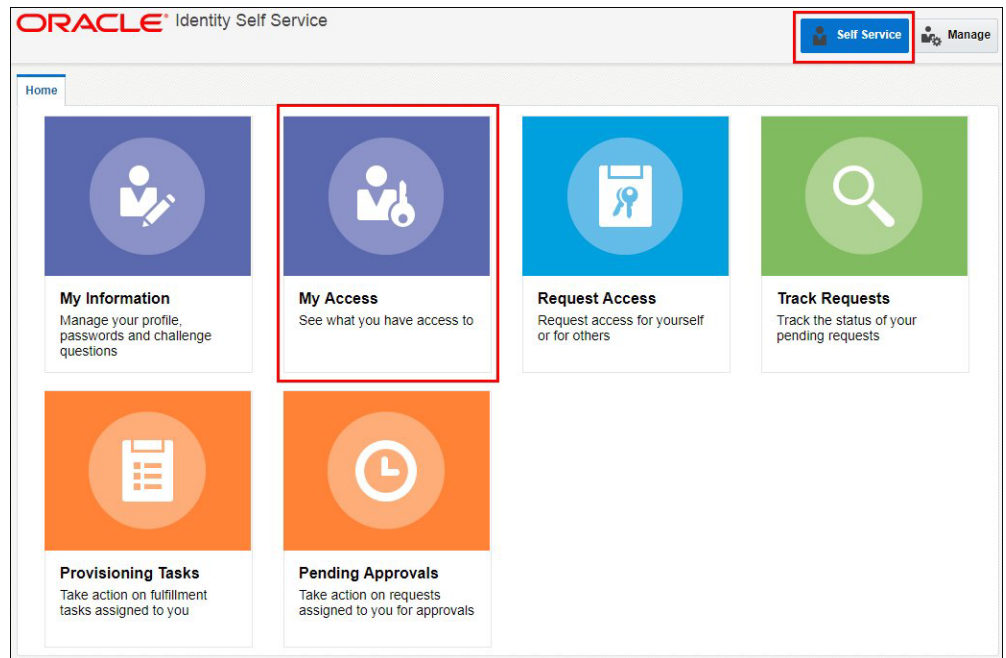 ORACLE® Identity Self Service
Self Service
Manage
Home
My Information
Manage your profile,
passwords and challenge
questions
My Access
See what you have access to
Request Access
Request access for yourself
or for others
Track Requests
Track the status of your
pending requests
Provisioning Tasks
Take action on fulfillment
tasks assigned to you
Pending Approvals
Take action on requests
assigned to you for approvals